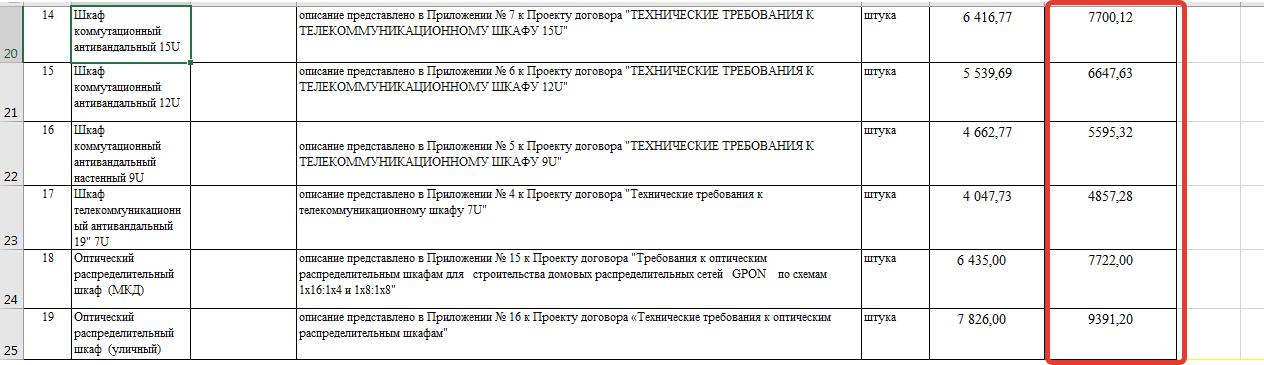 20
14
Шкаф
коммутационный
антивандальный 15U
описание представлено в Приложении № 7 к Проекту договора "ТЕХНИЧЕСКИЕ ТРЕБОВАНИЯ К
ТЕЛЕКОММУНИКАЦИОННОМУ ШКАФУ 15U"
штука
6 416,77
7700,12
21
15
Шкаф
коммутационный
антивандальный 12U
описание представлено в Приложении № 6 к Проекту договора "ТЕХНИЧЕСКИЕ ТРЕБОВАНИЯ К
ТЕЛЕКОММУНИКАЦИОННОМУ ШКАФУ 12U"
штука
5 539,69
6647,63
22
16
Шкаф
коммутационный
антивандальный
настенный 9U
описание представлено в Приложении № 5 к Проекту договора "ТЕХНИЧЕСКИЕ ТРЕБОВАНИЯ К
ТЕЛЕКОММУНИКАЦИОННОМУ ШКАФУ 9U"
штука
4 662,77
5595,32
23
17
Шкаф
телекоммуникационн
ый антивандальный
19" 7U
описание представлено в Приложении № 4 к Проекту договора "Технические требования к
телекоммуникационному шкафу 7U"
штука
4 047,73
4857,28
24
18
Оптический
распределительный
шкаф (МКД)
описание представлено в Приложении № 15 к Проекту договора "Требования к оптическим
распределительным шкафам для строительства домовых распределительных сетей GPON по схемам
1х16:1х4 и 1х8:1х8"
штука
6 435,00
7722,00
25
19
Оптический
распределительный
шкаф (уличный)
описание представлено в Приложении № 16 к Проекту договора «Технические требования к оптическим
распределительным шкафам"
штука
7 826,00
9391,20